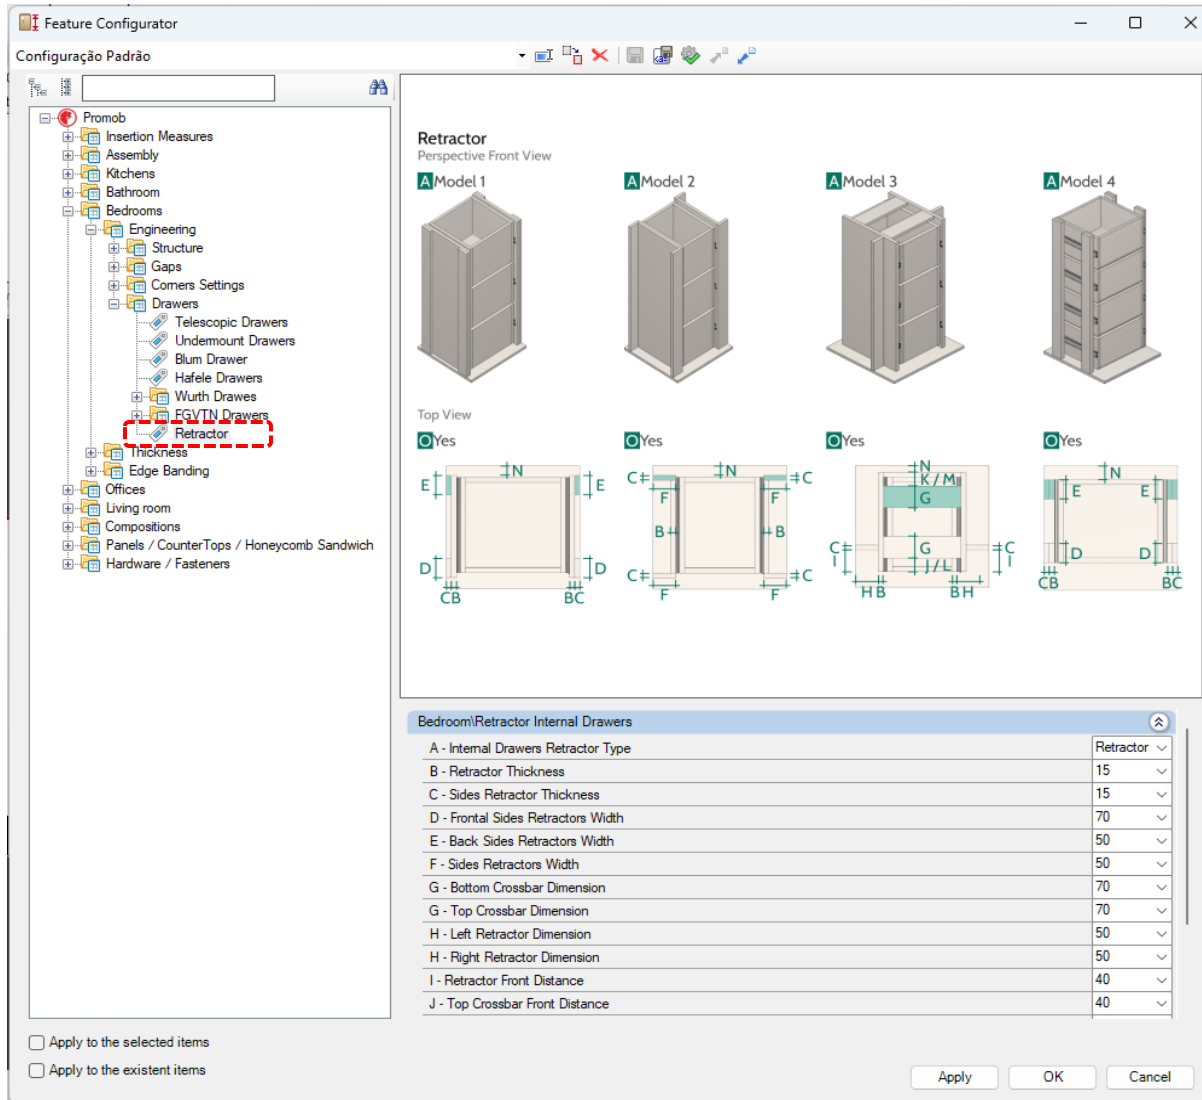 Feature Configurator
Configuração Padrão
Promob
Insertion Measures
Assembly
Kitchens
Bathroom
Bedrooms
Engineering
Structure
Gaps
Corners Settings
Drawers
Telescopic Drawers
Undermount Drawers
Blum Drawer
Hafele Drawers
Wurth Drawes
FGVTN Drawers
Retractor
Thickness
Edge Banding
Offices
Living room
Compositions
Panels / CounterTops / Honeycomb Sandwich
Hardware / Fasteners
Retractor
Perspective Front View
A Model 1
A Model 2
A Model 3
A Model 4
Top View
O Yes
O Yes
O Yes
O Yes
N
E E
D D
CB BC
N
C C
F F
B B
C C
F F
N
K / M
G
C G C
I J / L I
H B B H
N
E E
D D
CB BC
Bedroom\Retractor Internal Drawers
A - Internal Drawers Retractor Type Retractor
B - Retractor Thickness 15
C - Sides Retractor Thickness 15
D - Frontal Sides Retractors Width 70
E - Back Sides Retractors Width 50
F - Sides Retractors Width 50
G - Bottom Crossbar Dimension 70
G - Top Crossbar Dimension 70
H - Left Retractor Dimension 50
H - Right Retractor Dimension 50
I - Retractor Front Distance 40
J - Top Crossbar Front Distance 40
Apply to the selected items
Apply to the existent items
Apply OK Cancel